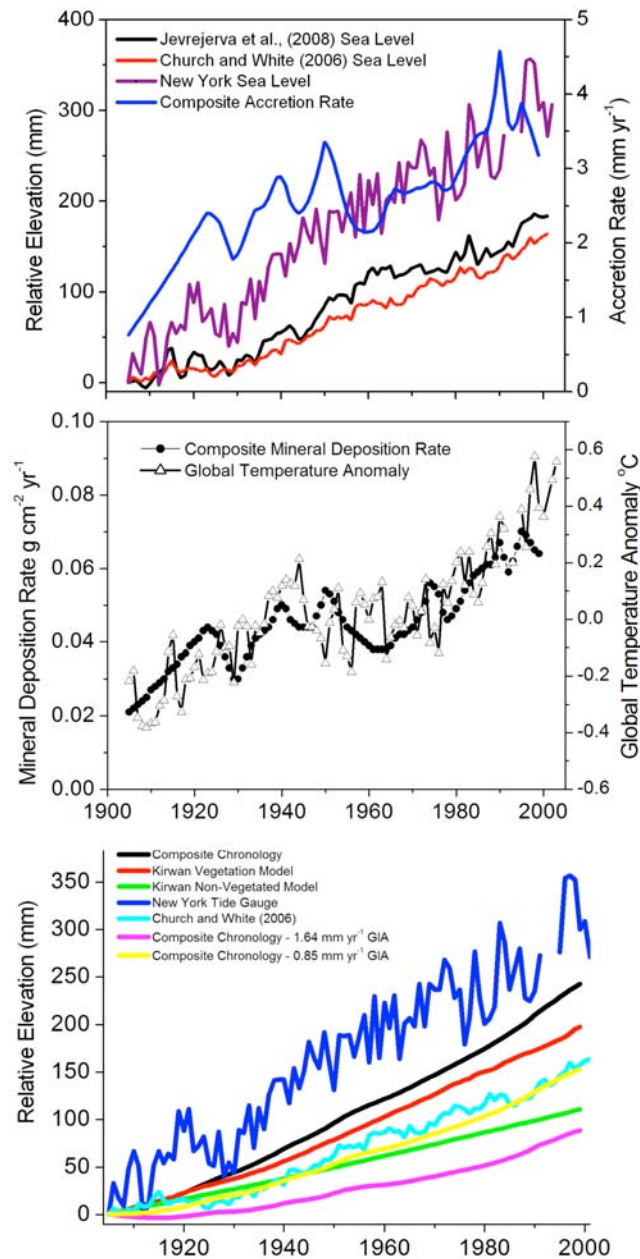 400
300
200
100
0
Relative Elevation (mm)
Jevrejerva et al., (2008) Sea Level
Church and White (2006) Sea Level
New York Sea Level
Composite Accretion Rate
5
4
3
2
1
0
Accretion Rate (mm yr-1)
0.10
0.08
0.06
0.04
0.02
0.00
Mineral Deposition Rate g cm-2 yr-1
Composite Mineral Deposition Rate
Global Temperature Anomaly
0.6
0.4
0.2
0.0
-0.2
-0.4
-0.6
Global Temperature Anomaly °C
1900 1920 1940 1960 1980 2000
350
300
250
200
150
100
50
0
Relative Elevation (mm)
Composite Chronology
Kirwan Vegetation Model
Kirwan Non-Vegetated Model
New York Tide Gauge
Church and White (2006)
Composite Chronology - 1.64 mm yr-1 GIA
Composite Chronology - 0.85 mm yr-1 GIA
1920 1940 1960 1980 2000